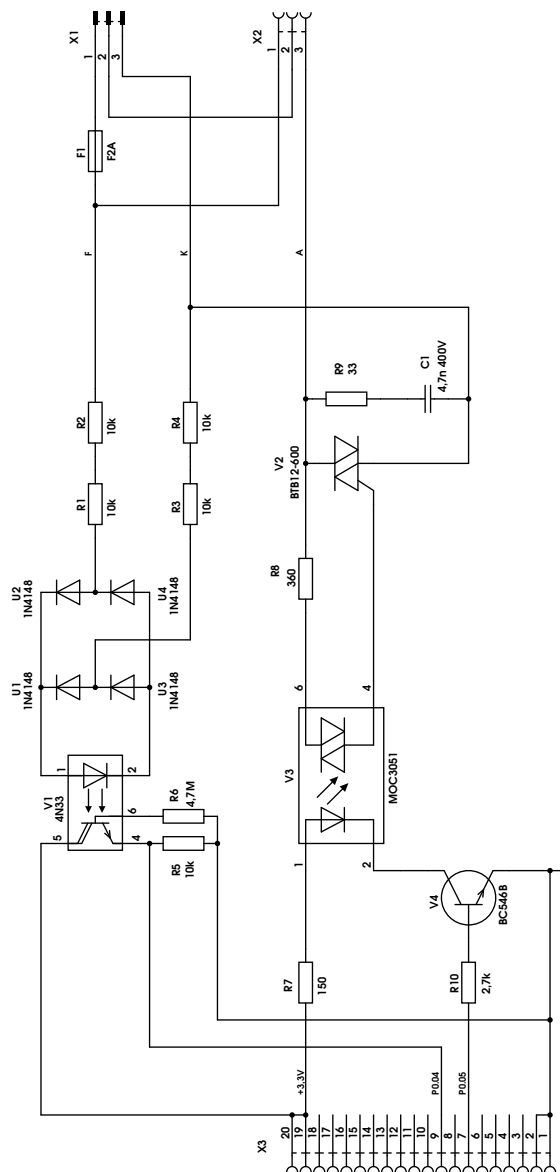 X1
1
2
3
X2
1
2
3
F1
F2A
F
K
A
R9
33
C1
4,7n 400V
R2
10k
R4
10k
V2
BTB12-600
R1
10k
R3
10k
R8
360
U2
1N4148
U4
1N4148
U1
1N4148
U3
1N4148
6
4
V3
MOC3051
1
2
V1
4N33
5
1
2
6
4
R6
4,7M
R5
10k
V4
BC546B
R7
150
R10
2,7k
+3,3V
P0.04
P0.05
X3
20
19
18
17
16
15
14
13
12
11
10
9
8
7
6
5
4
3
2
1